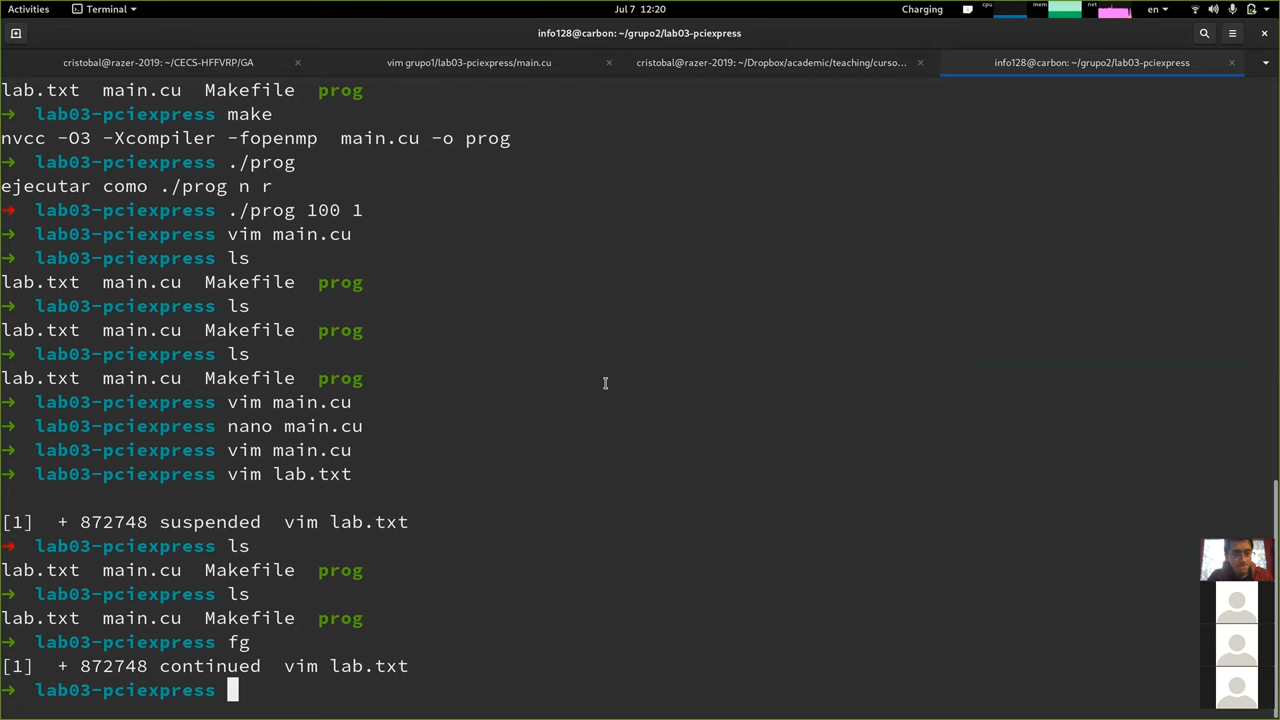 Activities Terminal Jul 7 12:20 Charging cpu mem net en
info128@carbon: ~/grupo2/lab03-pciexpress
cristobal@razer-2019: ~/CECS-HFFVRP/GA × vim grupo1/lab03-pciexpress/main.cu × cristobal@razer-2019: ~/Dropbox/academic/teaching/curso... × info128@carbon: ~/grupo2/lab03-pciexpress ×
lab.txt main.cu Makefile prog
→ lab03-pciexpress make
nvcc -O3 -Xcompiler -fopenmp main.cu -o prog
→ lab03-pciexpress ./prog
ejecutar como ./prog n r
→ lab03-pciexpress ./prog 100 1
→ lab03-pciexpress vim main.cu
→ lab03-pciexpress ls
lab.txt main.cu Makefile prog
→ lab03-pciexpress ls
lab.txt main.cu Makefile prog
→ lab03-pciexpress ls
lab.txt main.cu Makefile prog
→ lab03-pciexpress vim main.cu
→ lab03-pciexpress nano main.cu
→ lab03-pciexpress vim main.cu
→ lab03-pciexpress vim lab.txt
[1] + 872748 suspended vim lab.txt
→ lab03-pciexpress ls
lab.txt main.cu Makefile prog
→ lab03-pciexpress ls
lab.txt main.cu Makefile prog
→ lab03-pciexpress fg
[1] + 872748 continued vim lab.txt
→ lab03-pciexpress